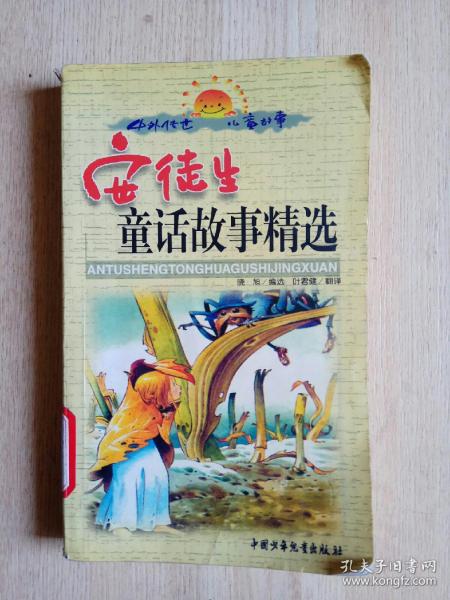 中外传世 儿童故事
安徒生
童话故事精选
ANTUSHENGTONGHUAGUSHIJINGXUAN
晓 旭/编选 叶君健/翻译
中国少年儿童出版社
孔夫子旧书网
www.kongfz.com